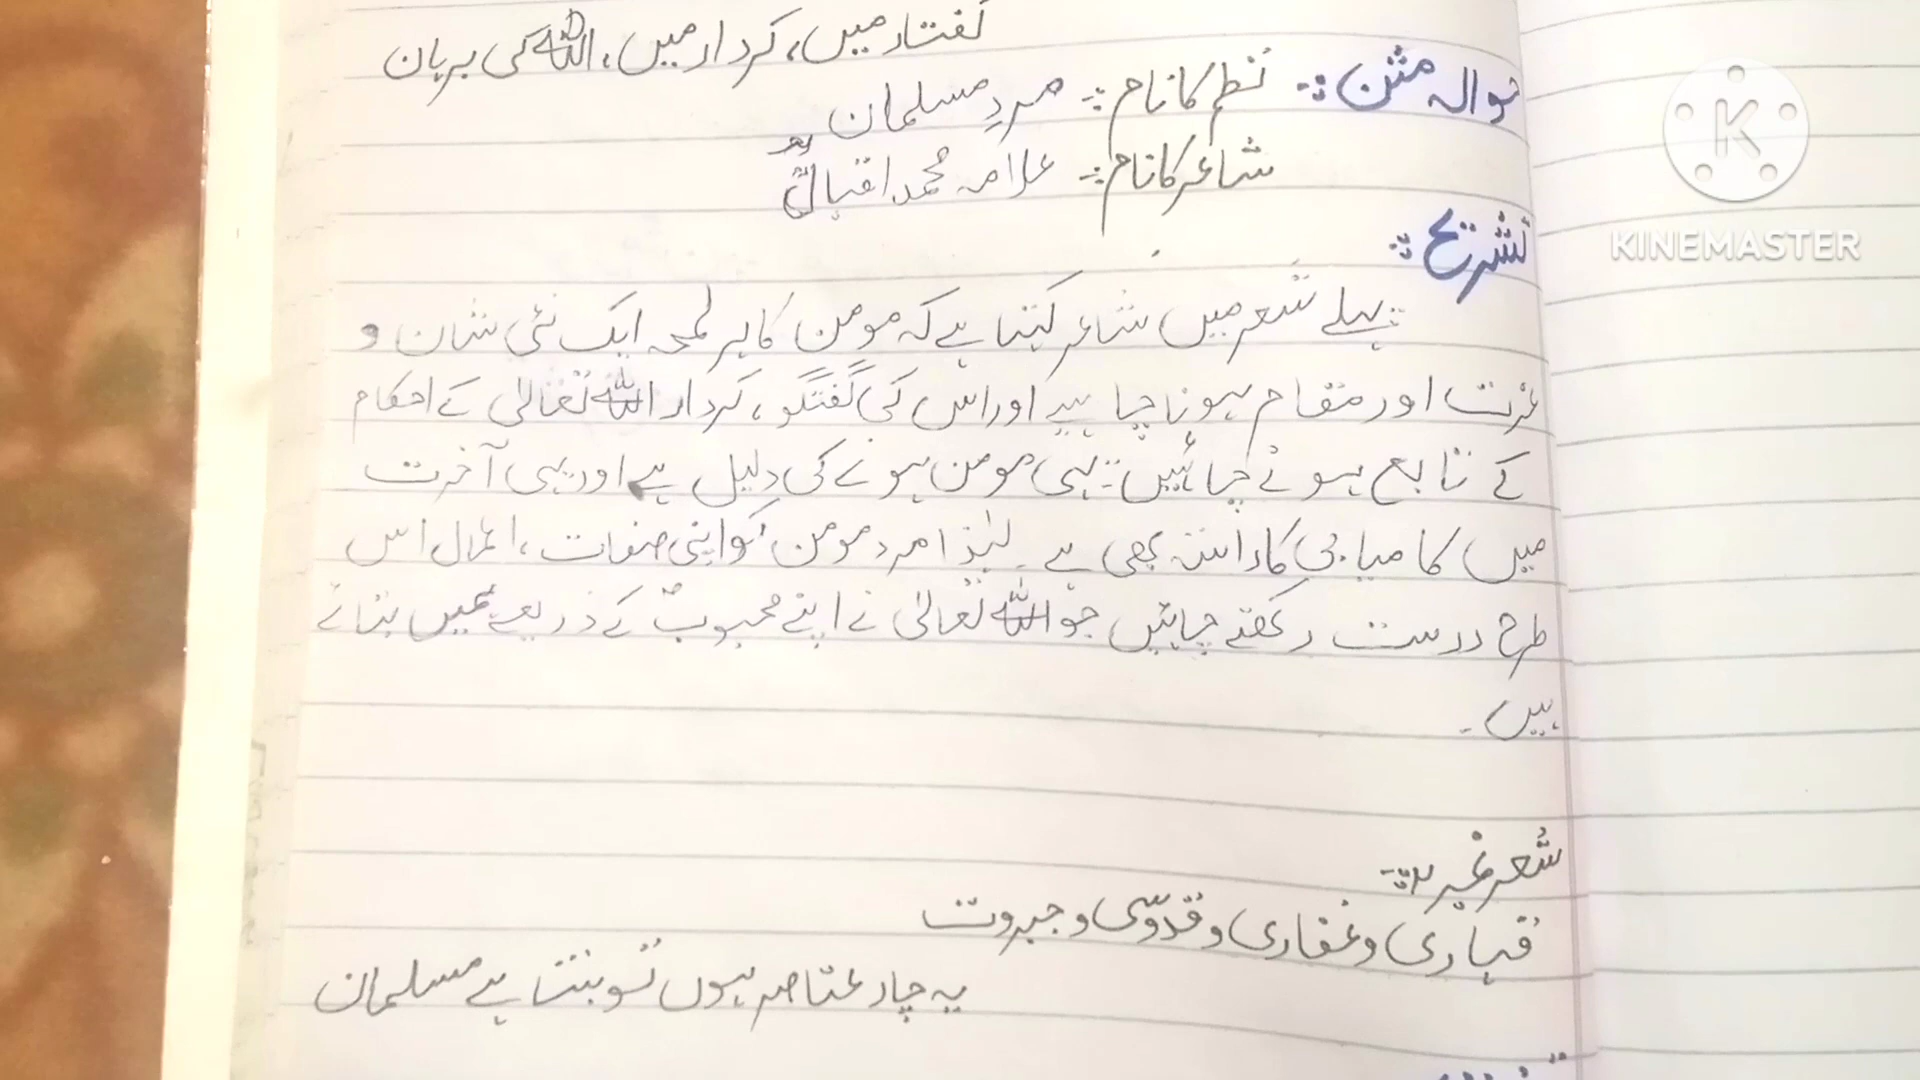 گفتار میں، کردار میں، اللہ کی برہان
حوالہ متن:۔ نظم کا نام:۔ مردِ مسلمان
شاعر کا نام:۔ علامہ محمد اقبالؒ
تشریح:۔
پہلے شعر میں شاعر کہتا ہے کہ مومن کا ہر لمحہ ایک نئی شان و
عزت اور مقام ہونا چاہیے اور اس کی گفتگو، کردار اللہ تعالیٰ کے احکام
کے تابع ہونے چائیں۔ یہی مومن ہونے کی دلیل ہے اور یہی آخرت
میں کامیابی کا راستہ بھی ہے۔ لہٰذا مردِ مومن کو اپنی صفات، اعمال اس
طرح درست رکھنے چاہئیں جو اللہ تعالیٰ نے اپنے محبوبؐ کے ذریعے ہمیں بتائے
ہیں۔
شعر نمبر ۲:۔
قہاری و غفاری و قدوسی و جبروت
یہ چار عناصر ہوں تو بنتا ہے مسلمان
KINEMASTER